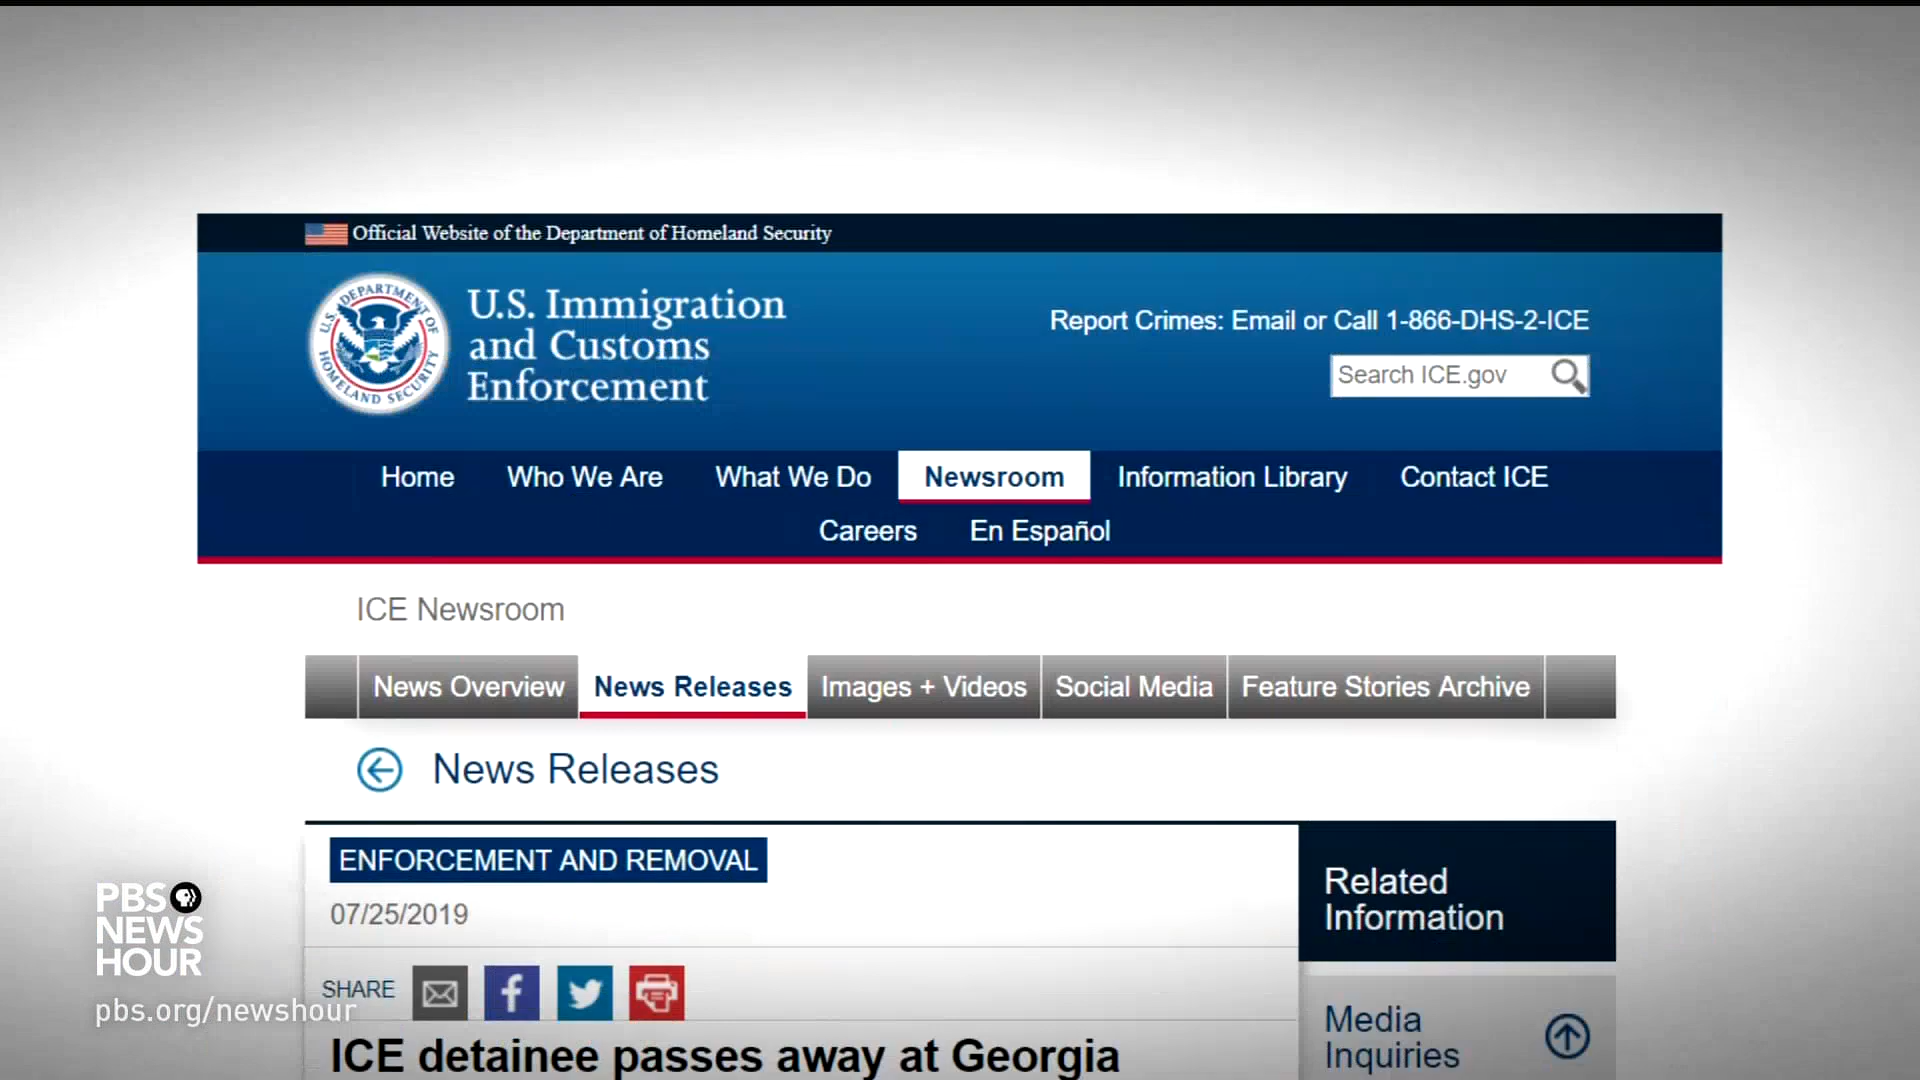 Official Website of the Department of Homeland Security
U.S. DEPARTMENT OF HOMELAND SECURITY
U.S. Immigration
and Customs
Enforcement
Report Crimes: Email or Call 1-866-DHS-2-ICE
Search ICE.gov
Home Who We Are What We Do Newsroom Information Library Contact ICE
Careers En Español
ICE Newsroom
News Overview News Releases Images + Videos Social Media Feature Stories Archive
News Releases
ENFORCEMENT AND REMOVAL
07/25/2019
SHARE
ICE detainee passes away at Georgia
Related
Information
Media
Inquiries
PBS
NEWS
HOUR
pbs.org/newshour